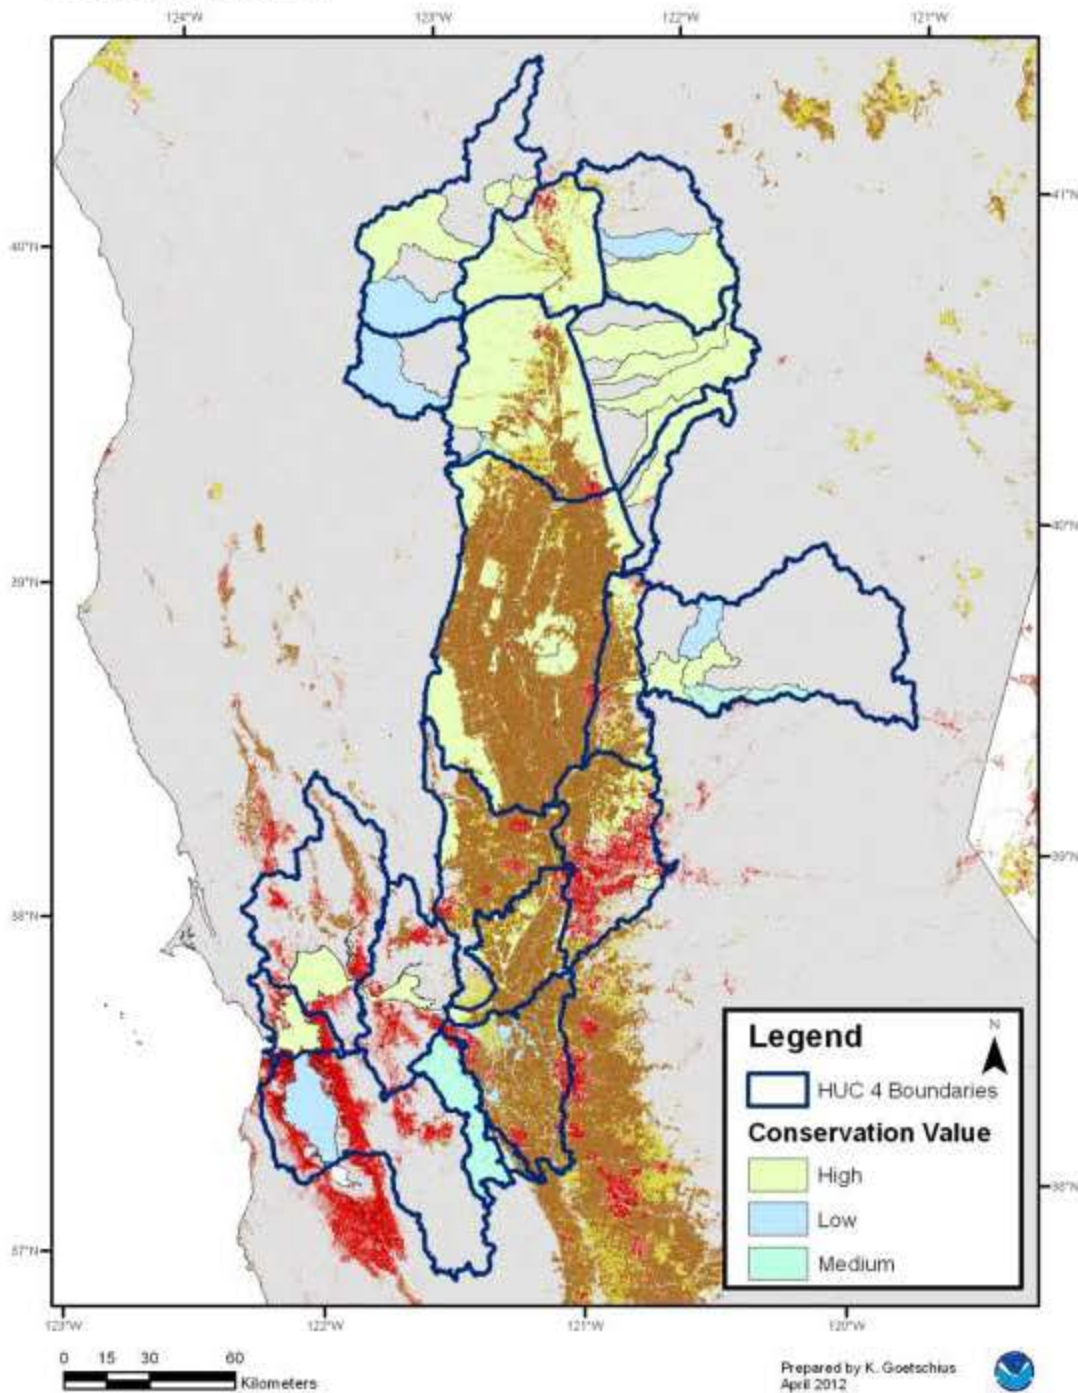 124°W 123°W 122°W 121°W
41°N
40°N
40°N
39°N
39°N
38°N
38°N
37°N
Legend
N
HUC 4 Boundaries
Conservation Value
High
Low
Medium
123°W 122°W 121°W 120°W
0 15 30 60
Kilometers
Prepared by K. Goetschius
April 2012